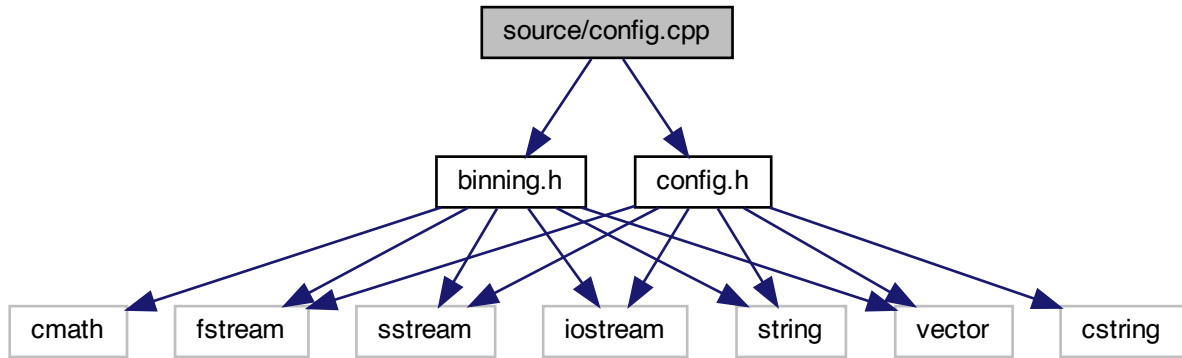 source/config.cpp
binning.h
config.h
cmath
fstream
sstream
iostream
string
vector
cstring